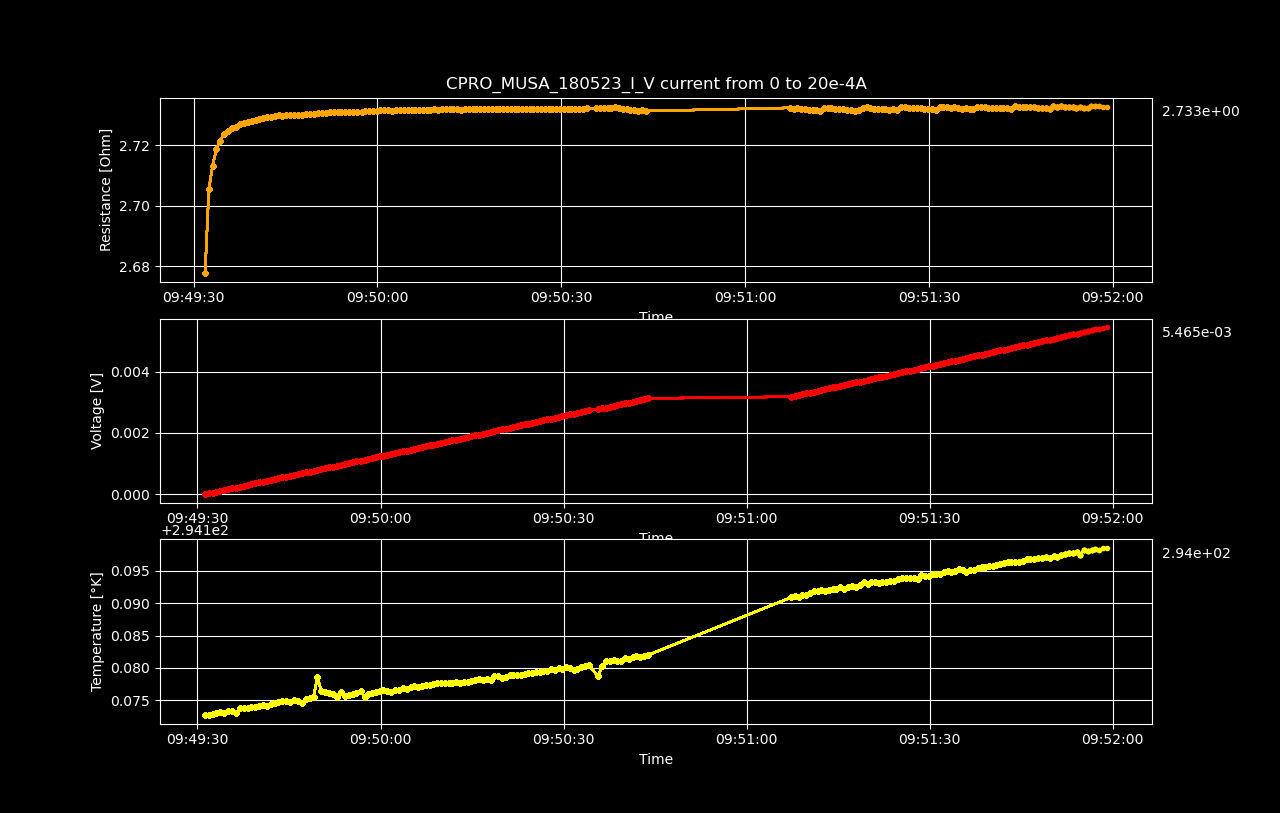 CPRO_MUSA_180523_I_V current from 0 to 20e-4A
2.733e+00
Resistance [Ohm]
2.72
2.70
2.68
09:49:30 09:50:00 09:50:30 09:51:00 09:51:30 09:52:00
Time
5.465e-03
Voltage [V]
0.004
0.002
0.000
09:49:30 09:50:00 09:50:30 09:51:00 09:51:30 09:52:00
Time
+2.941e2
2.94e+02
Temperature [°K]
0.095
0.090
0.085
0.080
0.075
09:49:30 09:50:00 09:50:30 09:51:00 09:51:30 09:52:00
Time